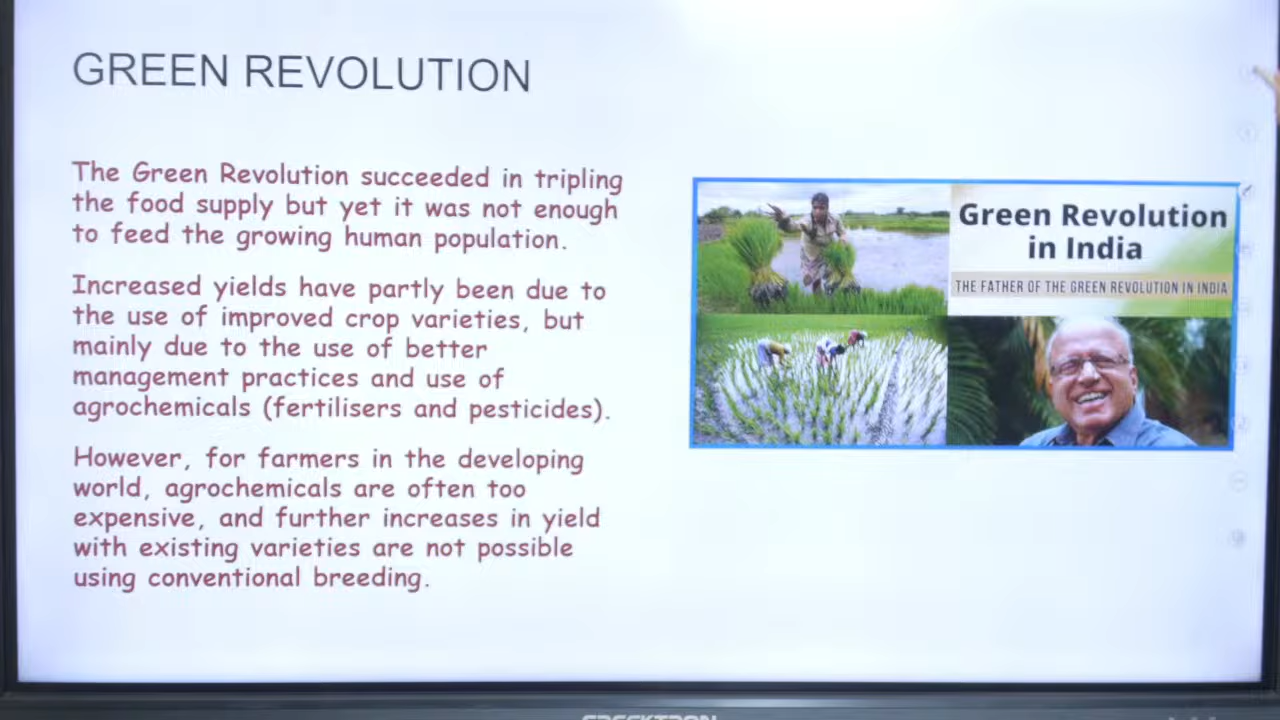 GREEN REVOLUTION
The Green Revolution succeeded in tripling
the food supply but yet it was not enough
to feed the growing human population.
Increased yields have partly been due to
the use of improved crop varieties, but
mainly due to the use of better
management practices and use of
agrochemicals (fertilisers and pesticides).
However, for farmers in the developing
world, agrochemicals are often too
expensive, and further increases in yield
with existing varieties are not possible
using conventional breeding.
Green Revolution
in India
THE FATHER OF THE GREEN REVOLUTION IN INDIA